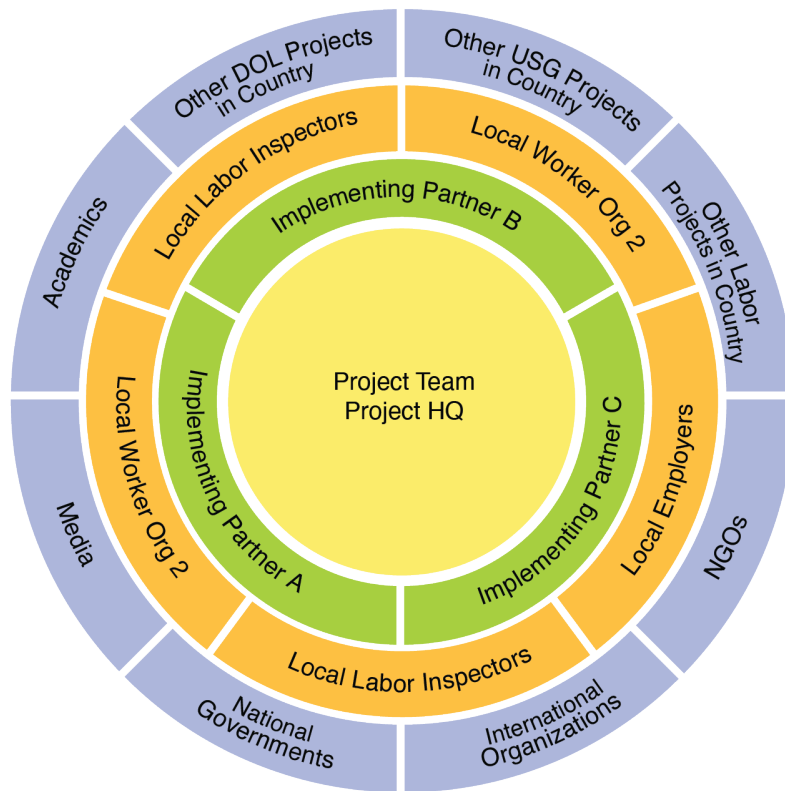 Other DOL Projects
in Country
Other USG Projects
in Country
Other Labor
Projects in Country
NGOs
International
Organizations
National
Governments
Media
Academics
Local Labor Inspectors
Local Worker Org 2
Local Employers
Local Labor Inspectors
Local Worker Org 2
Implementing Partner B
Implementing Partner C
Implementing Partner A
Project Team
Project HQ